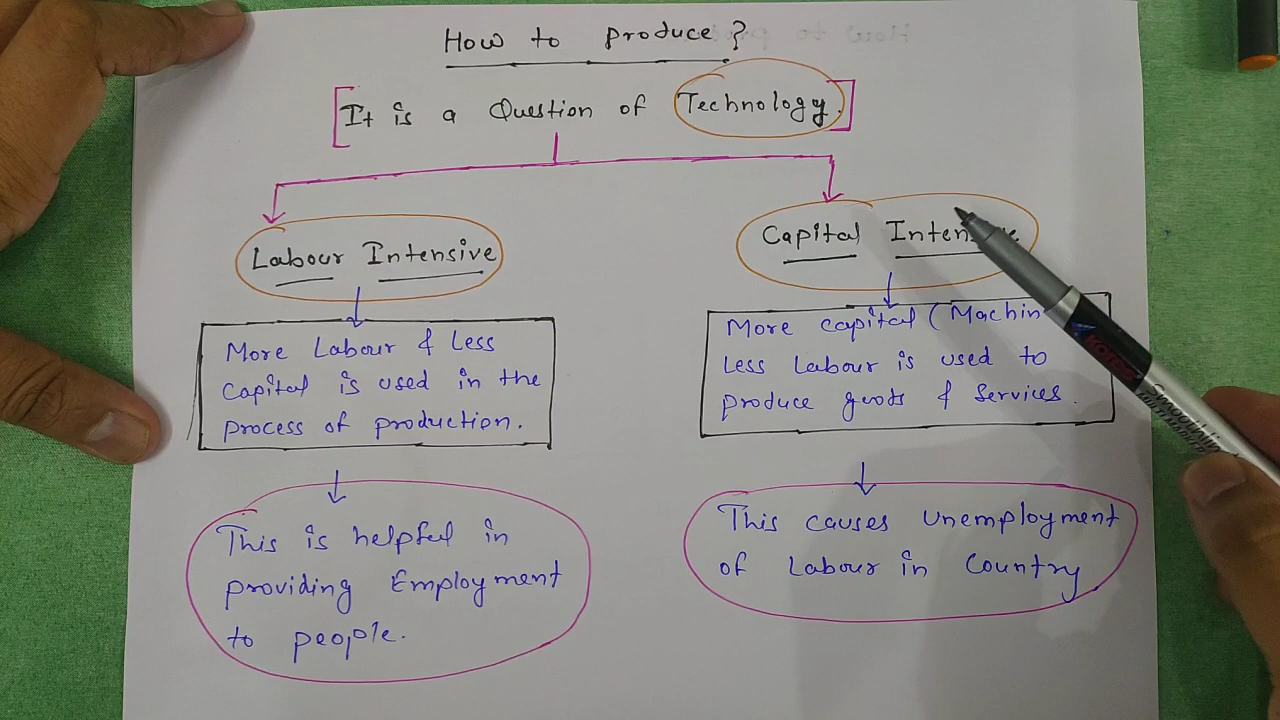 How to produce?
[It is a Question of Technology.]
Labour Intensive
Capital
More Labour & Less
Capital is used in the
process of production.
More capital (Machin
Less Labour is used to
produce goods & Services.
This is helpful in
providing Employment
to people.
This causes Unemployment
of Labour in Country